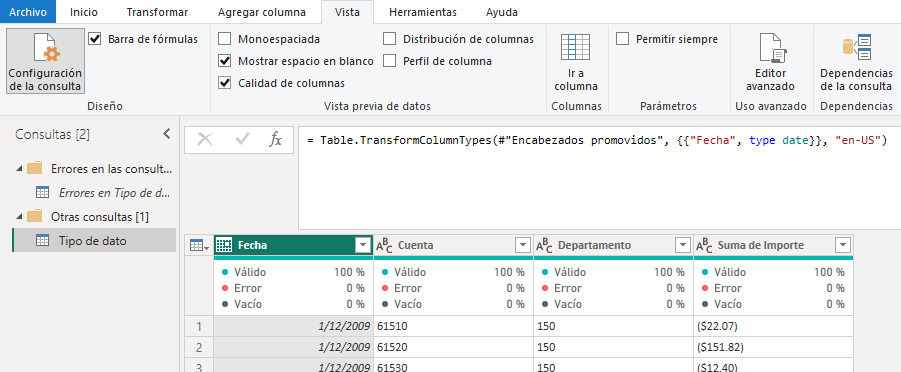 Archivo Inicio Transformar Agregar columna Vista Herramientas Ayuda
Configuración de la consulta
Barra de fórmulas
Diseño
Monoespaciada
Mostrar espacio en blanco
Calidad de columnas
Distribución de columnas
Perfil de columna
Vista previa de datos
Ir a columna
Columnas
Permitir siempre
Parámetros
Editor avanzado
Uso avanzado
Dependencias de la consulta
Dependencias
Consultas [2]
Errores en las consult...
Errores en Tipo de d...
Otras consultas [1]
Tipo de dato
fx
= Table.TransformColumnTypes(#"Encabezados promovidos", {{"Fecha", type date}}, "en-US")
Fecha ABC Cuenta ABC Departamento ABC Suma de Importe
Válido 100 % Válido 100 % Válido 100 % Válido 100 %
Error 0 % Error 0 % Error 0 % Error 0 %
Vacío 0 % Vacío 0 % Vacío 0 % Vacío 0 %
1 1/12/2009 61510 150 ($22.07)
2 1/12/2009 61520 150 ($151.82)
3 1/12/2009 61530 150 ($12.40)